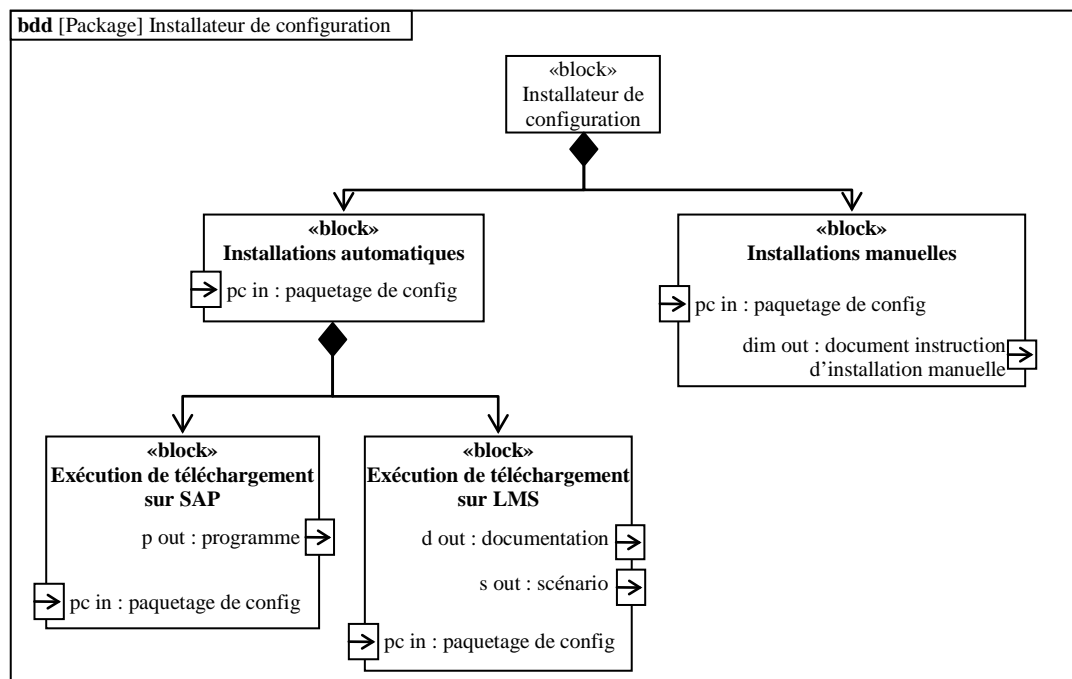 bdd [Package] Installateur de configuration
«block»
Installateur de
configuration
«block»
Installations automatiques
pc in : paquetage de config
«block»
Installations manuelles
pc in : paquetage de config
dim out : document instruction
d’installation manuelle
«block»
Exécution de téléchargement
sur SAP
p out : programme
pc in : paquetage de config
«block»
Exécution de téléchargement
sur LMS
d out : documentation
s out : scénario
pc in : paquetage de config